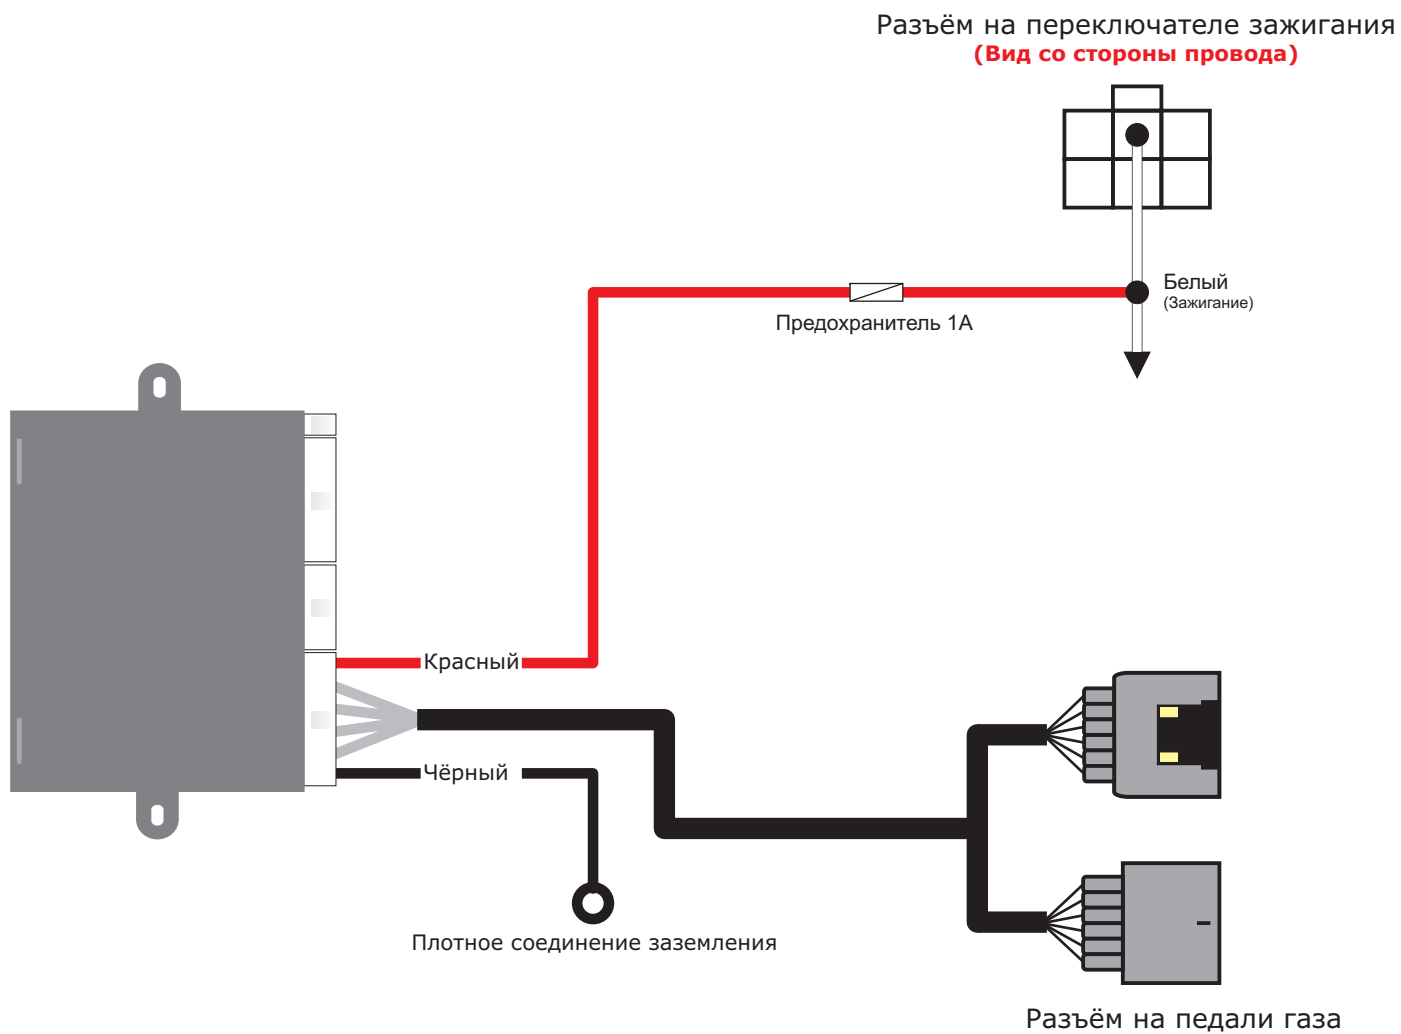 Разъём на переключателе зажигания
(Вид со стороны провода)
Белый
(Зажигание)
Предохранитель 1А
Красный
Чёрный
Плотное соединение заземления
Разъём на педали газа